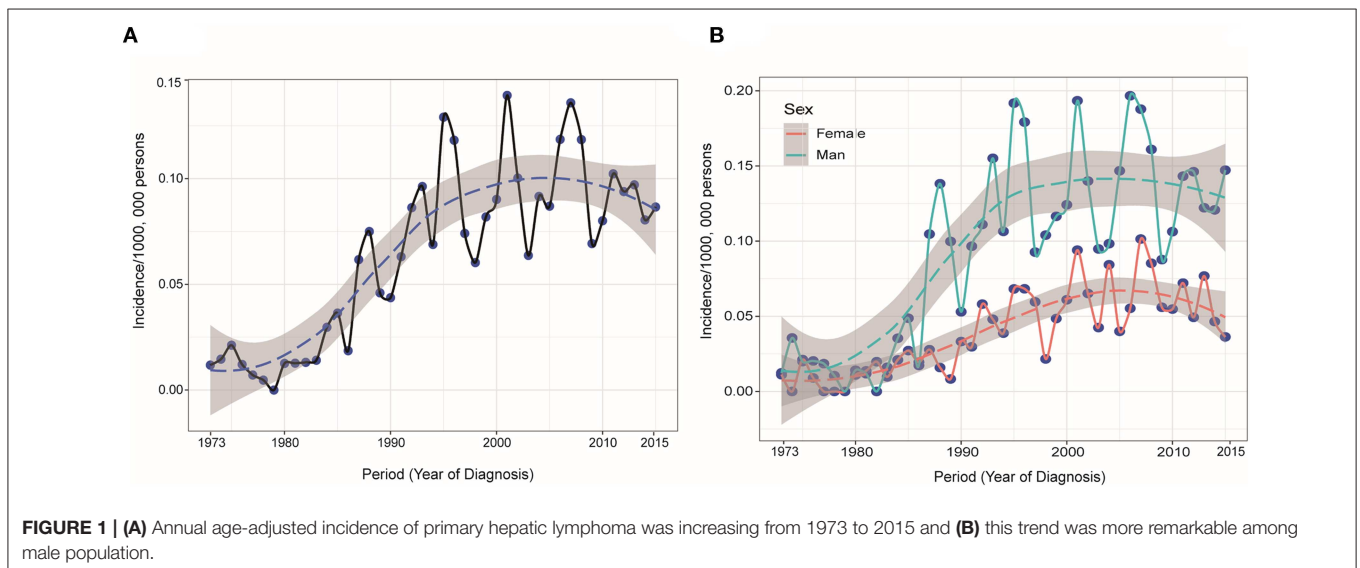 A
B
0.15
0.10
0.05
0.00
Incidence/1000, 000 persons
1973
1980
1990
2000
2010
2015
Period (Year of Diagnosis)
0.20
0.15
0.10
0.05
0.00
Incidence/1000, 000 persons
Sex
Female
Man
1973
1980
1990
2000
2010
2015
Period (Year of Diagnosis)
FIGURE 1 | (A) Annual age-adjusted incidence of primary hepatic lymphoma was increasing from 1973 to 2015 and (B) this trend was more remarkable among
male population.